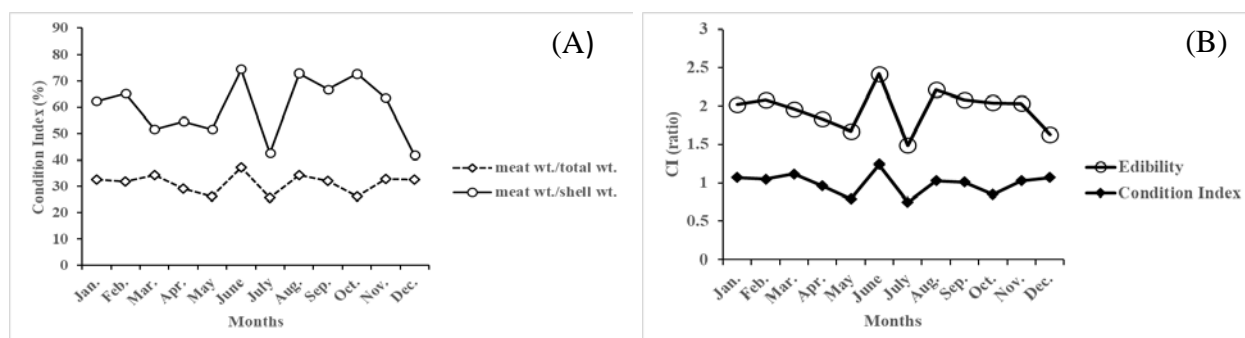 (A)
90
80
70
60
50
40
30
20
10
0
Condition Index (%)
Jan. Feb. Mar. Apr. May June July Aug. Sep. Oct. Nov. Dec.
Months
meat wt./total wt.
meat wt./shell wt.
(B)
3
2.5
2
1.5
1
0.5
0
CI (ratio)
Jan. Feb. Mar. Apr. May June July Aug. Sep. Oct. Nov. Dec.
Months
Edibility
Condition Index